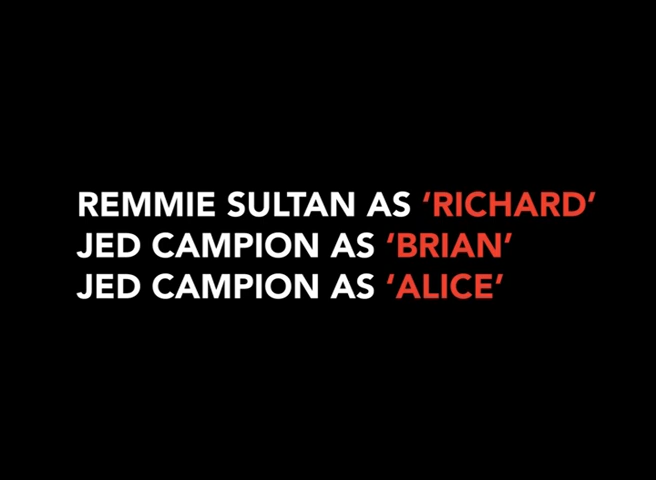 REMMIE SULTAN AS ‘RICHARD’
JED CAMPION AS ‘BRIAN’
JED CAMPION AS ‘ALICE’